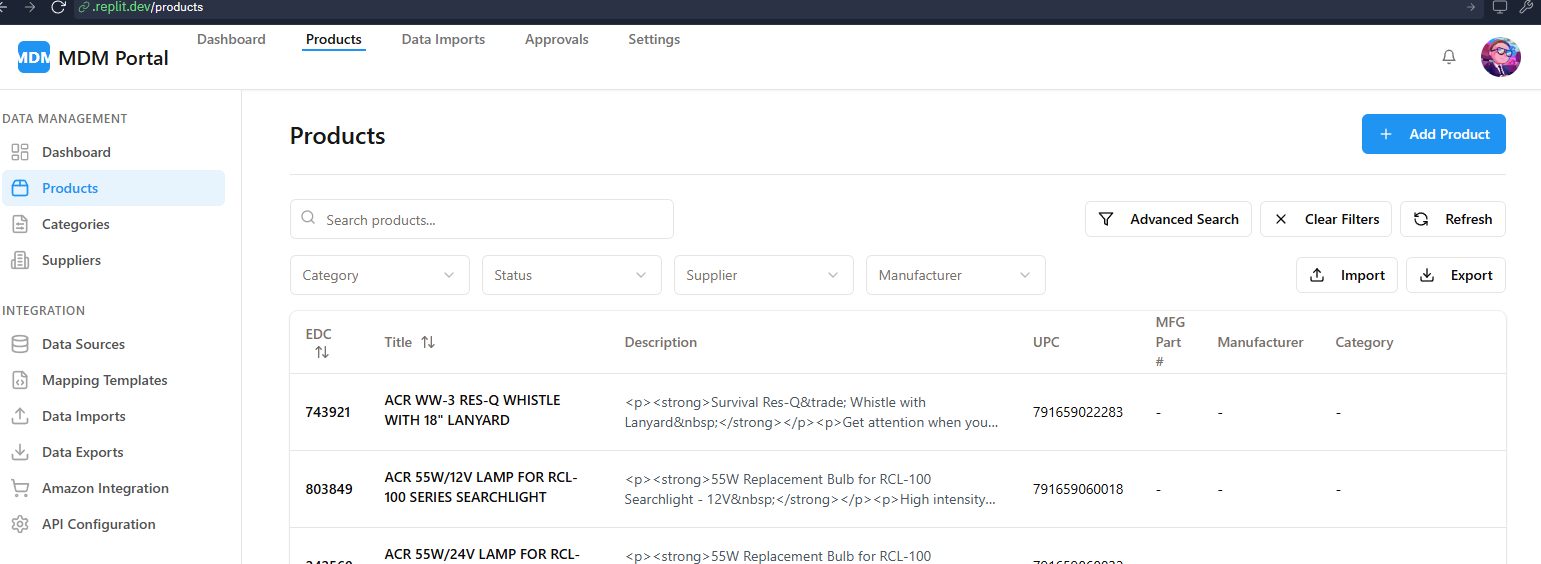 .replit.dev/products
MDM
MDM Portal
Dashboard
Products
Data Imports
Approvals
Settings
DATA MANAGEMENT
Dashboard
Products
Categories
Suppliers
INTEGRATION
Data Sources
Mapping Templates
Data Imports
Data Exports
Amazon Integration
API Configuration
Products
+ Add Product
Search products...
Advanced Search
Clear Filters
Refresh
Category
Status
Supplier
Manufacturer
Import
Export
EDC
Title
Description
UPC
MFG
Part
#
Manufacturer
Category
743921
ACR WW-3 RES-Q WHISTLE
WITH 18" LANYARD
<p><strong>Survival Res-Q&trade; Whistle with
Lanyard&nbsp;</strong></p><p>Get attention when you...
791659022283
-
-
-
803849
ACR 55W/12V LAMP FOR RCL-
100 SERIES SEARCHLIGHT
<p><strong>55W Replacement Bulb for RCL-100
Searchlight - 12V&nbsp;</strong></p><p>High intensity...
791659060018
-
-
-
ACR 55W/24V LAMP FOR RCL-
<p><strong>55W Replacement Bulb for RCL-100